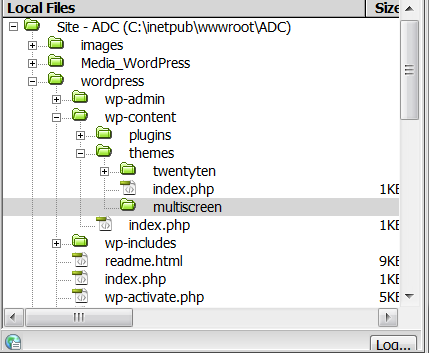 Local Files Size
Site - ADC (C:\inetpub\wwwroot\ADC)
images
Media_WordPress
wordpress
wp-admin
wp-content
plugins
themes
twentyten
index.php 1KB
multiscreen
index.php 1KB
wp-includes
readme.html 9KB
index.php 1KB
wp-activate.php 5KB
Log...